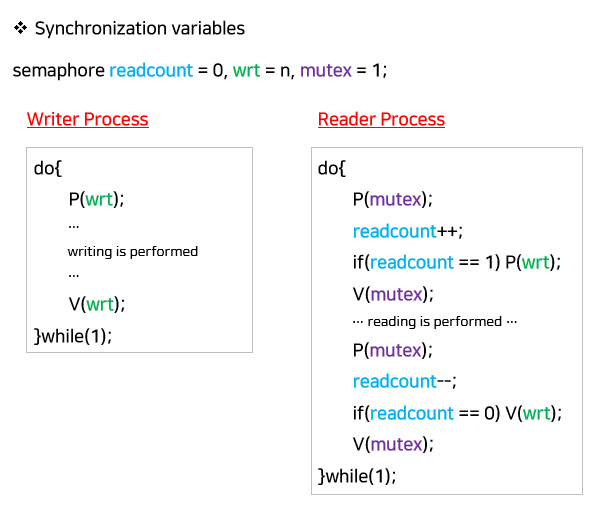 ❖ Synchronization variables
semaphore readcount = 0, wrt = n, mutex = 1;
Writer Process
do{
P(wrt);
...
writing is performed
...
V(wrt);
}while(1);
Reader Process
do{
P(mutex);
readcount++;
if(readcount == 1) P(wrt);
V(mutex);
... reading is performed ...
P(mutex);
readcount--;
if(readcount == 0) V(wrt);
V(mutex);
}while(1);